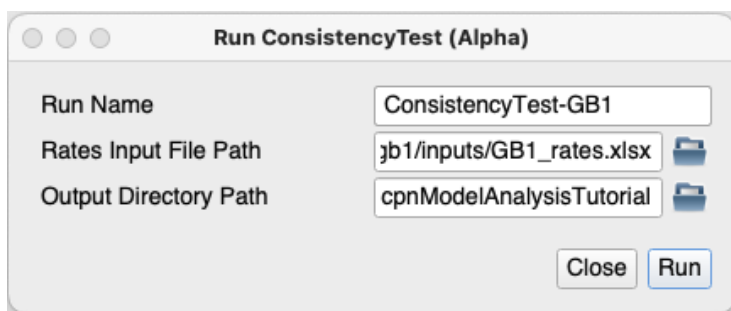 Run ConsistencyTest (Alpha)
Run Name ConsistencyTest-GB1
Rates Input File Path gb1/inputs/GB1_rates.xlsx
Output Directory Path cpnModelAnalysisTutorial
Close Run